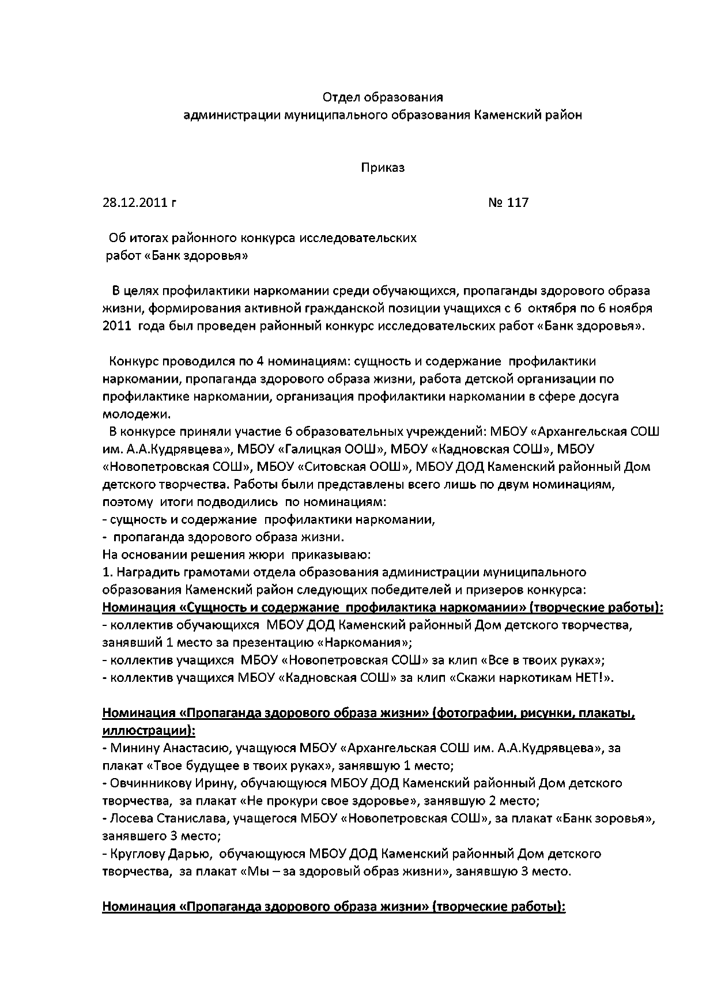 Отдел образования
администрации муниципального образования Каменский район
Приказ
28.12.2011 г № 117
Об итогах районного конкурса исследовательских
работ «Банк здоровья»
В целях профилактики наркомании среди обучающихся, пропаганды здорового образа
жизни, формирования активной гражданской позиции учащихся с 6 октября по 6 ноября
2011 года был проведен районный конкурс исследовательских работ «Банк здоровья».
Конкурс проводился по 4 номинациям: сущность и содержание профилактики
наркомании, пропаганда здорового образа жизни, работа детской организации по
профилактике наркомании, организация профилактики наркомании в сфере досуга
молодежи.
В конкурсе приняли участие 6 образовательных учреждений: МБОУ «Архангельская СОШ
им. А.А.Кудрявцева», МБОУ «Галицкая ООШ», МБОУ «Кадновская СОШ», МБОУ
«Новопетровская СОШ», МБОУ «Ситовская ООШ», МБОУ ДОД Каменский районный Дом
детского творчества. Работы были представлены всего лишь по двум номинациям,
поэтому итоги подводились по номинациям:
- сущность и содержание профилактики наркомании,
- пропаганда здорового образа жизни.
На основании решения жюри приказываю:
1. Наградить грамотами отдела образования администрации муниципального
образования Каменский район следующих победителей и призеров конкурса:
Номинация «Сущность и содержание профилактика наркомании» (творческие работы):
- коллектив обучающихся МБОУ ДОД Каменский районный Дом детского творчества,
занявший 1 место за презентацию «Наркомания»;
- коллектив учащихся МБОУ «Новопетровская СОШ» за клип «Все в твоих руках»;
- коллектив учащихся МБОУ «Кадновская СОШ» за клип «Скажи наркотикам НЕТ!».
Номинация «Пропаганда здорового образа жизни» (фотографии, рисунки, плакаты,
иллюстрации):
- Минину Анастасию, учащуюся МБОУ «Архангельская СОШ им. А.А.Кудрявцева», за
плакат «Твое будущее в твоих руках», занявшую 1 место;
- Овчинникову Ирину, обучающуюся МБОУ ДОД Каменский районный Дом детского
творчества, за плакат «Не прокури свое здоровье», занявшую 2 место;
- Лосева Станислава, учащегося МБОУ «Новопетровская СОШ», за плакат «Банк зоровья»,
занявшего 3 место;
- Круглову Дарью, обучающуюся МБОУ ДОД Каменский районный Дом детского
творчества, за плакат «Мы – за здоровый образ жизни», занявшую 3 место.
Номинация «Пропаганда здорового образа жизни» (творческие работы):